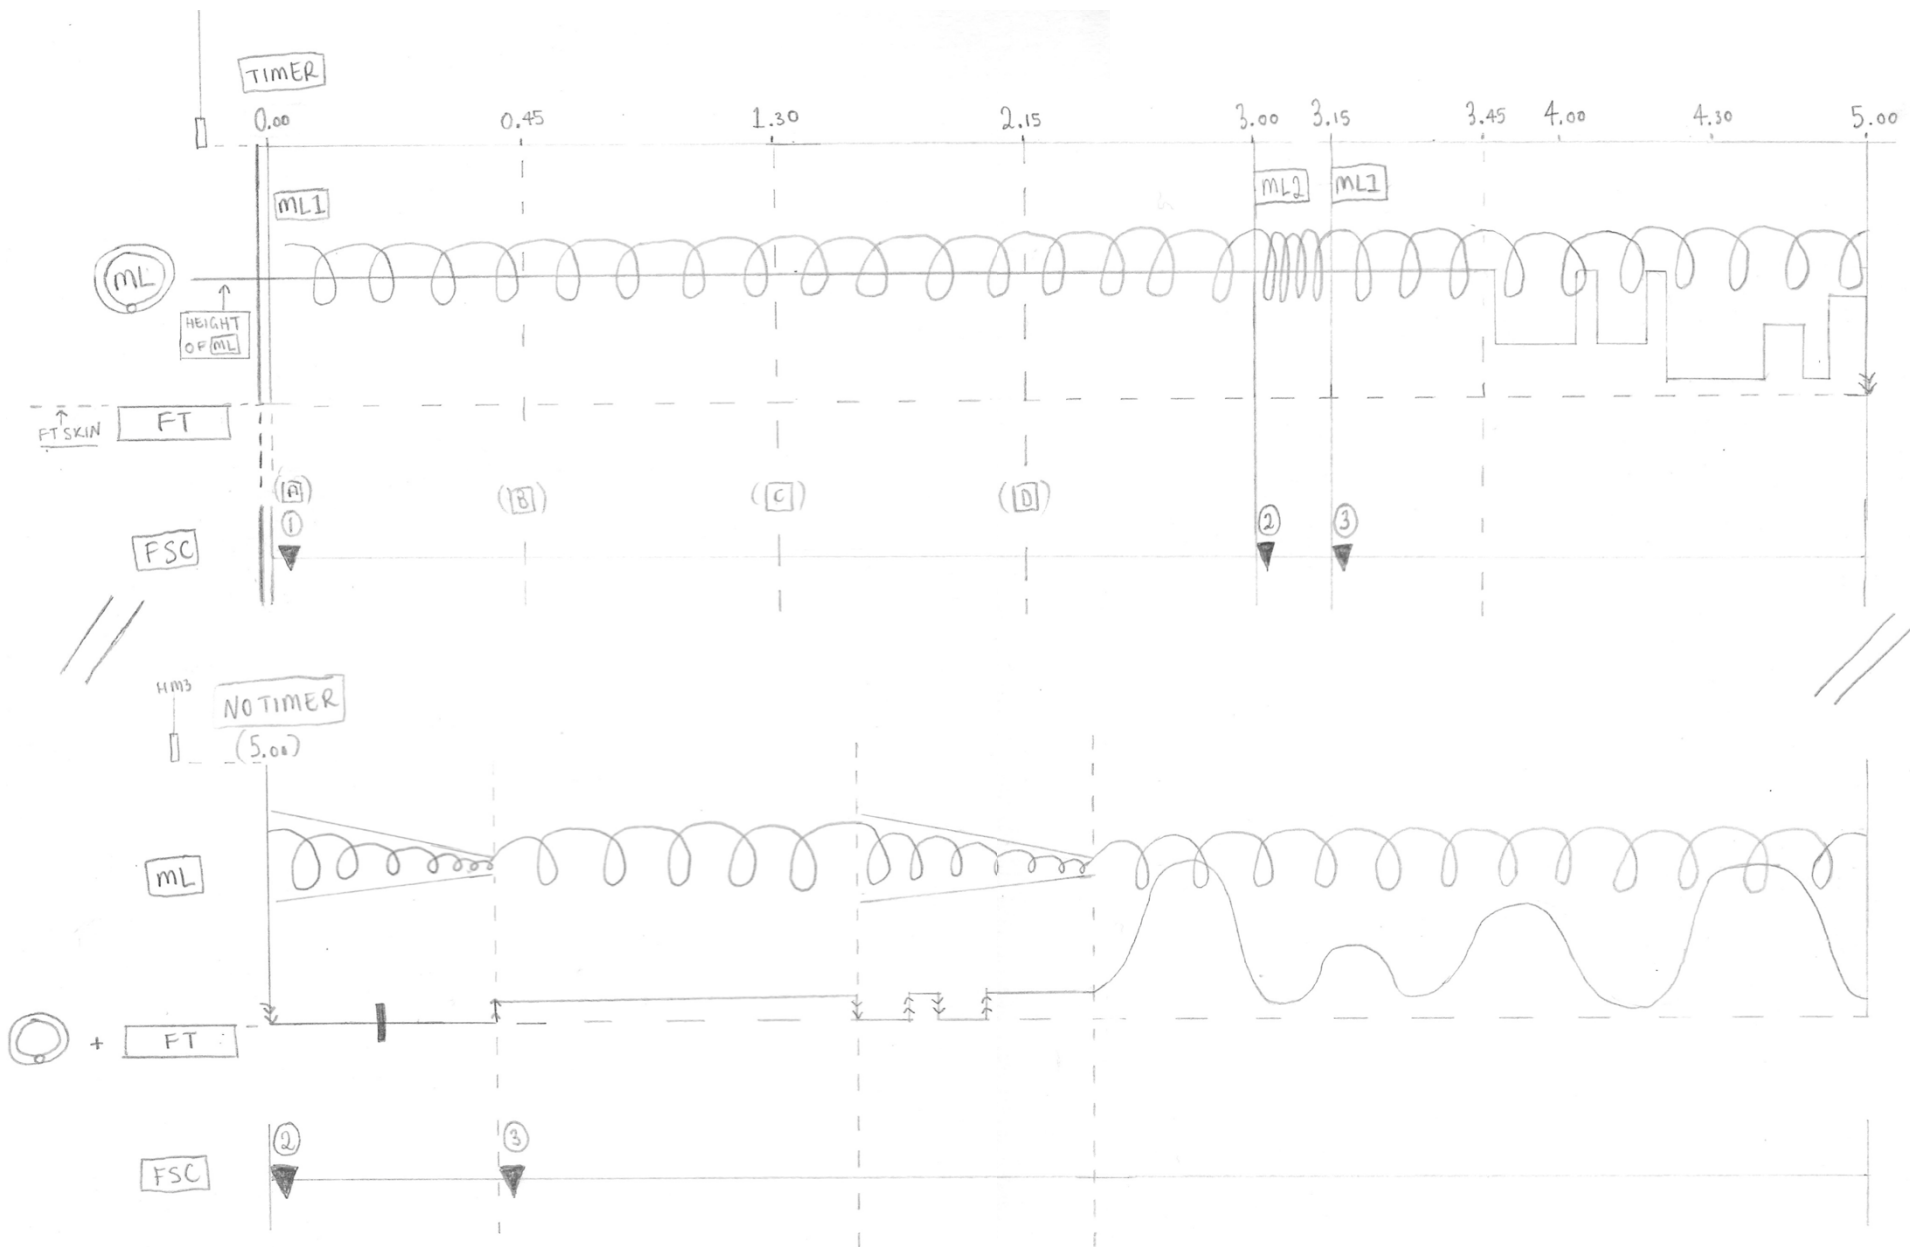 TIMER
0.00 0.45 1.30 2.15 3.00 3.15 3.45 4.00 4.30 5.00
ML1 ML2 ML1
ML
HEIGHT
OF ML
FT
FT SKIN
(A) (B) (C) (D)
1 2 3
FSC
HM3
NO TIMER
(5.00)
ML
+ FT
2 3
FSC